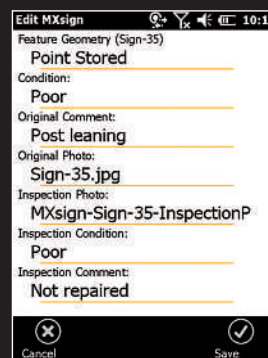 Edit MXsign 10:1
Feature Geometry (Sign-35)
Point Stored
Condition:
Poor
Original Comment:
Post leaning
Original Photo:
Sign-35.jpg
Inspection Photo:
MXsign-Sign-35-InspectionP
Inspection Condition:
Poor
Inspection Comment:
Not repaired
Cancel Save